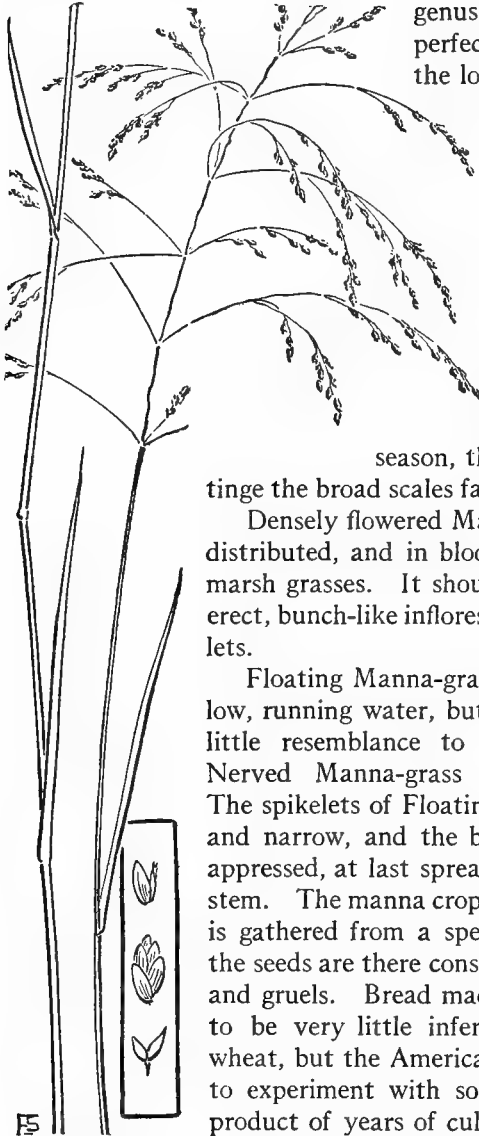 genus
perfec
the lo
season, th
tinge the broad scales fa
Densely flowered Ma
distributed, and in bloo
marsh grasses. It shou
erect, bunch-like inflores
lets.
Floating Manna-gra
low, running water, but
little resemblance to
Nerved Manna-grass
The spikelets of Floatin
and narrow, and the b
appressed, at last sprea
stem. The manna crop
is gathered from a spe
the seeds are there cons
and gruels. Bread mad
to be very little infer
wheat, but the America
to experiment with so
product of years of cul